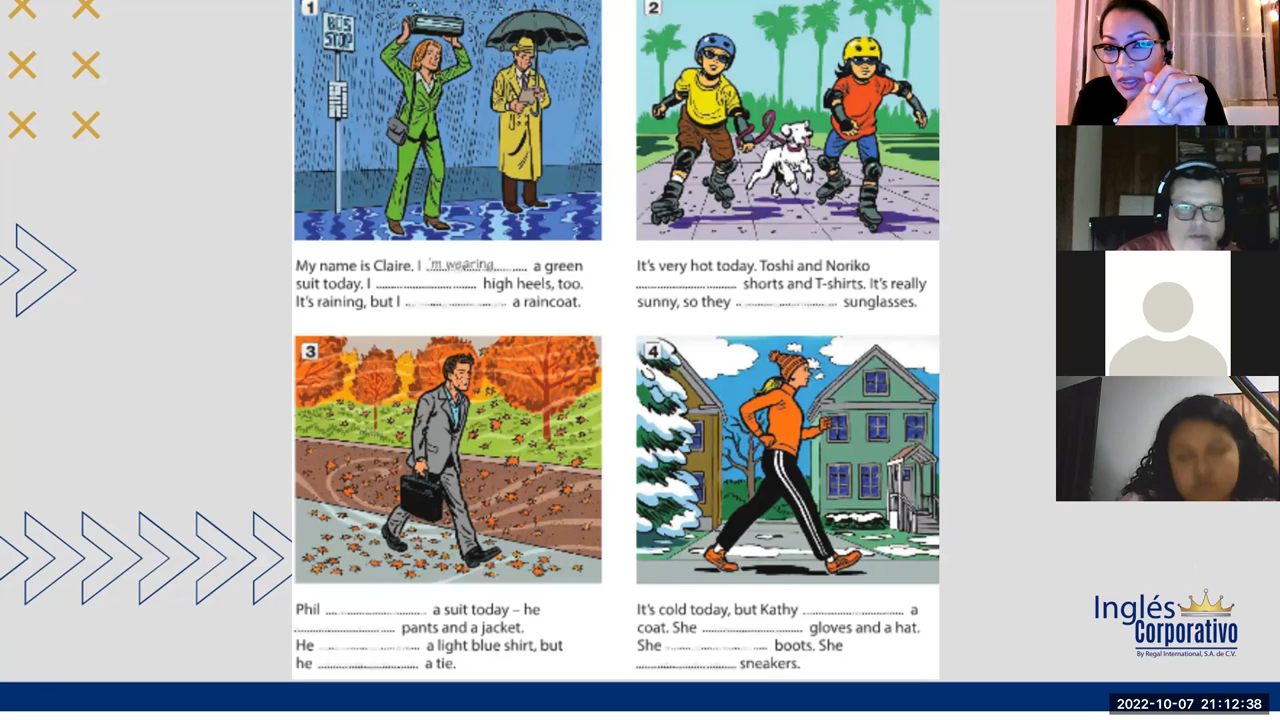 1
BUS
STOP
My name is Claire. I 'm wearing a green
suit today. I .................... high heels, too.
It's raining, but I .................... a raincoat.
2
It's very hot today. Toshi and Noriko
.................... shorts and T-shirts. It's really
sunny, so they .................... sunglasses.
3
Phil .................... a suit today – he
.................... pants and a jacket.
He .................... a light blue shirt, but
he .................... a tie.
4
It's cold today, but Kathy .................... a
coat. She .................... gloves and a hat.
She .................... boots. She
.................... sneakers.
Inglés
Corporativo
By Regal International, S.A. de C.V.
2022-10-07 21:12:38